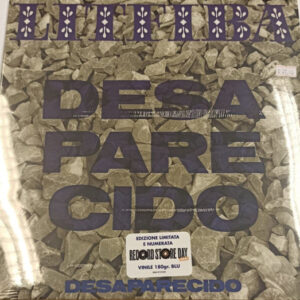 LITFIBA
DESA
PARE
CIDO
EDIZIONE LIMITATA
E NUMERATA
RECORD STORE DAY
VINILE 180gr. BLU
DESAPARECIDO